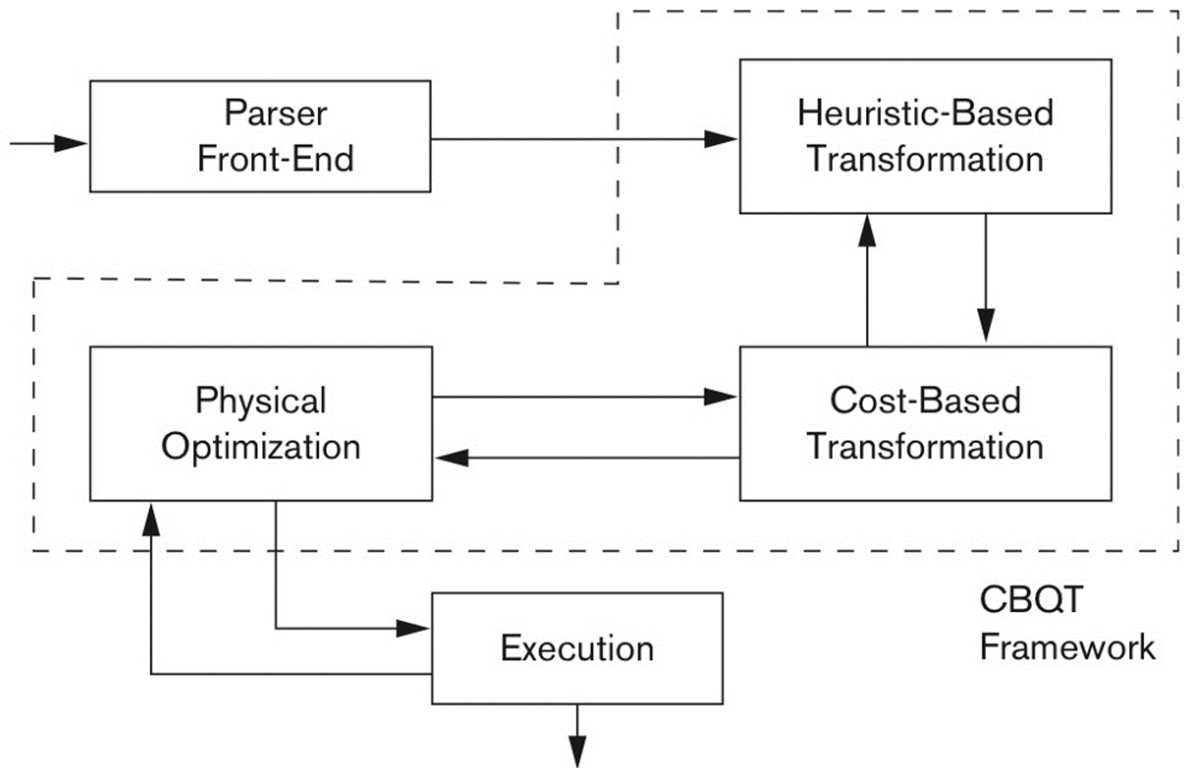 Parser
Front-End
Heuristic-Based
Transformation
Physical
Optimization
Cost-Based
Transformation
Execution
CBQT
Framework